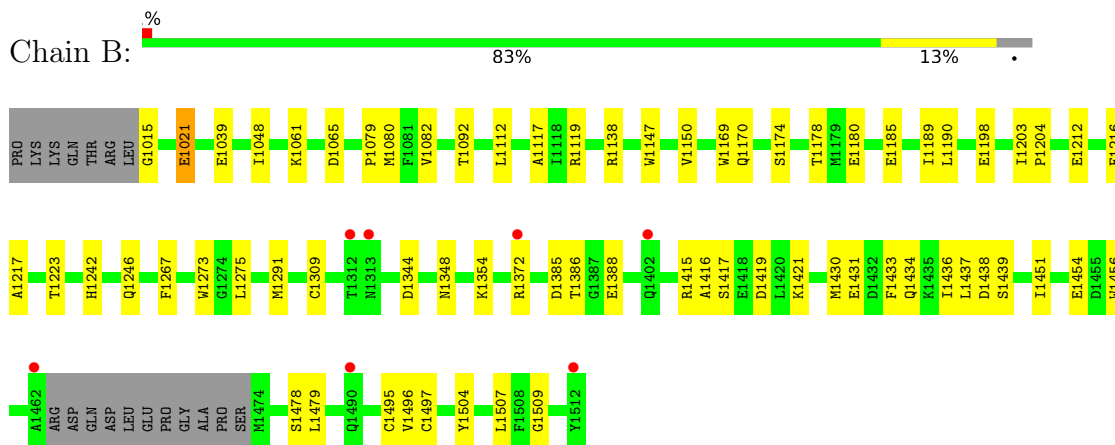 %
Chain B:
83% 13% •
PRO LYS LYS GLN THR ARG LEU G1015 E1021 E1039 I1048 K1061 D1065 P1079 M1080 F1081 V1082 T1092 L1112 A1117 I1118 R1119 R1138 W1147 V1150 W1169 Q1170 S1174 T1178 M1179 E1180 E1185 I1189 L1190 E1198 I1203 P1204 E1212
A1217 T1223 H1242 Q1246 F1267 W1273 G1274 L1275 M1291 C1309 T1312 N1313 D1344 N1348 K1354 R1372 D1385 T1386 G1387 E1388 Q1402 R1415 A1416 S1417 E1418 D1419 L1420 K1421 M1430 E1431 D1432 F1433 Q1434 K1435 I1436 L1437 D1438 S1439 I1451 E1454 D1455
A1462 ARG ASP GLN ASP LEU GLU PRO GLY ALA PRO SER M1474 S1478 L1479 Q1490 C1495 V1496 C1497 Y1504 L1507 F1508 G1509 Y1512